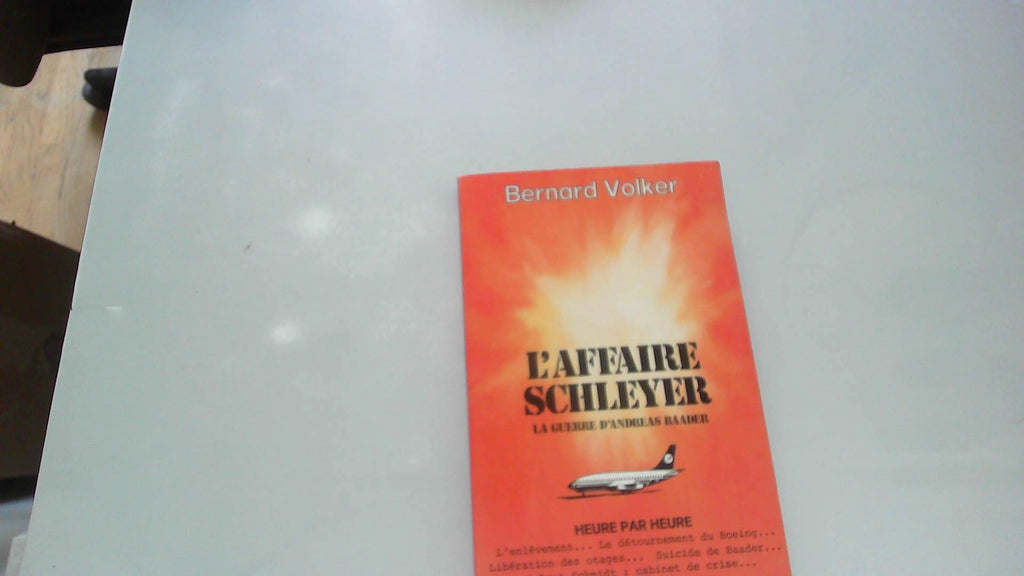 Bernard Volker
L'AFFAIRE
SCHLEYER
LA GUERRE D'ANDREAS BAADER
HEURE PAR HEURE
L'enlèvement... Le détournement du Boeing...
Libération des otages... Suicide de Baader...
Schmidt : cabinet de crise...